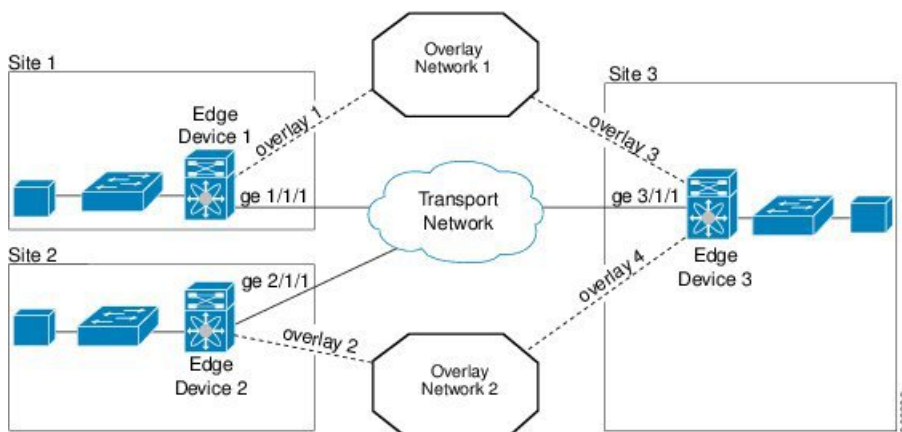 Site 1
Edge
Device 1
overlay 1
ge 1/1/1
Overlay
Network 1
Site 3
overlay 3
Transport
Network
ge 3/1/1
Edge
Device 3
Site 2
ge 2/1/1
overlay 2
Edge
Device 2
overlay 4
Overlay
Network 2